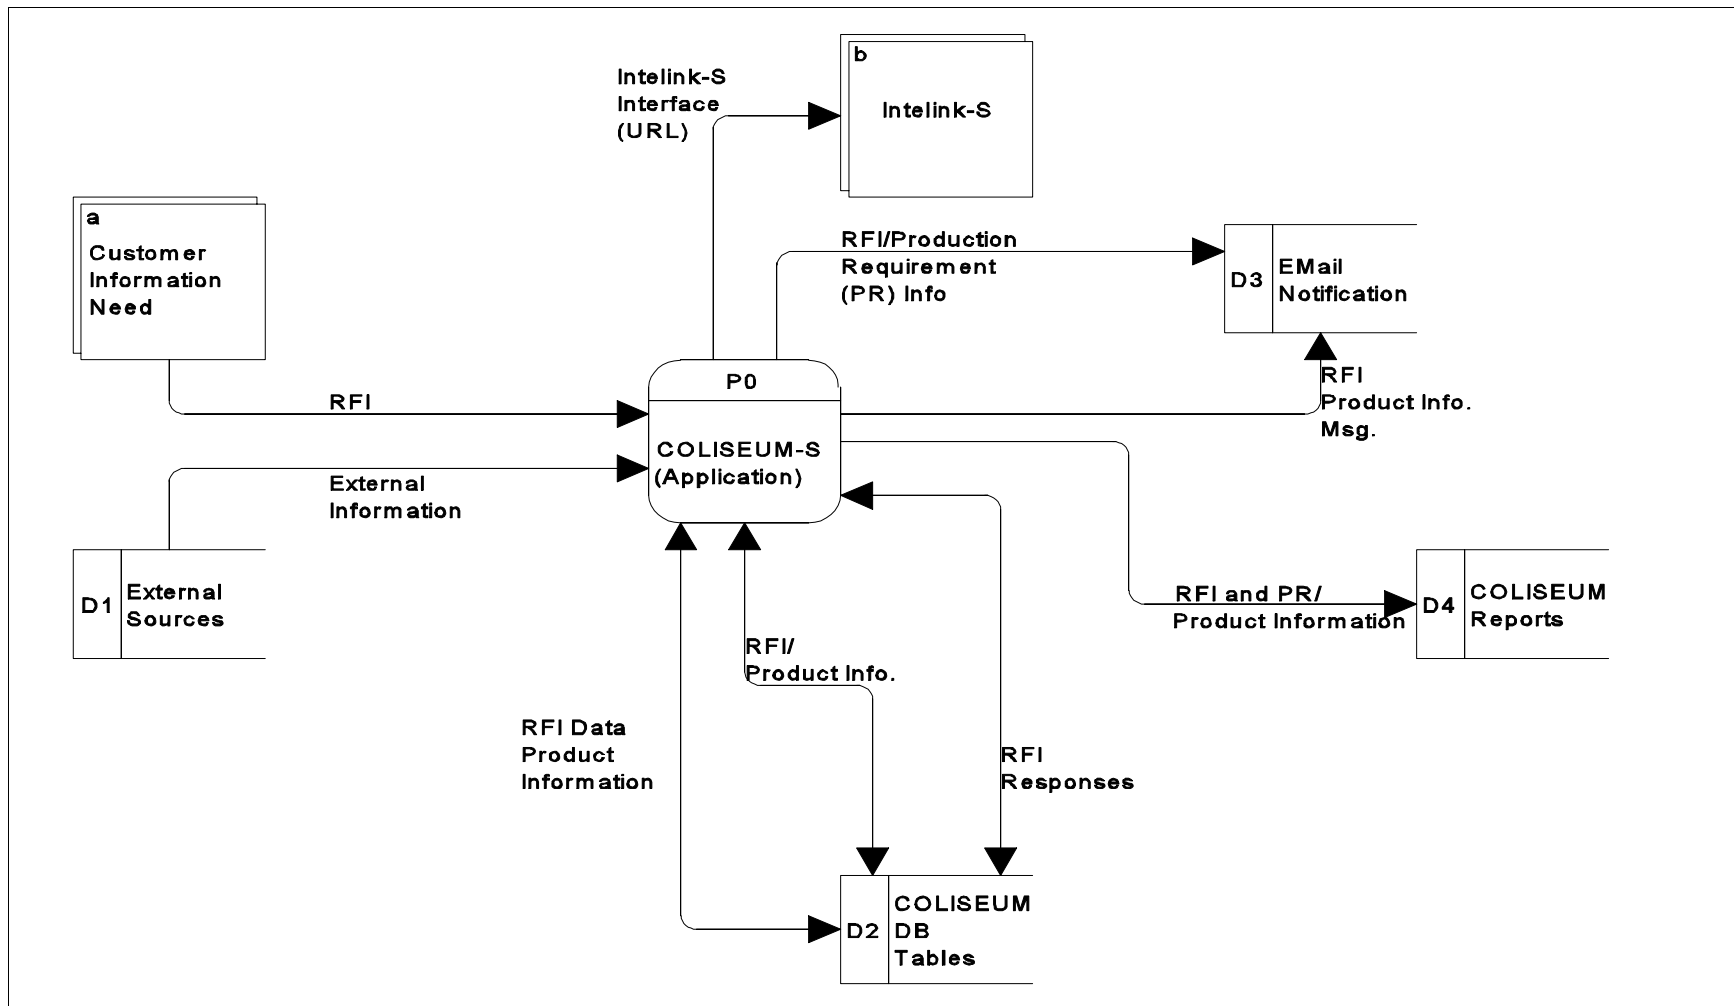 b
Intelink-S
Intelink-S
Interface
(URL)
a
Customer
Information
Need
RFI/Production
Requirement
(PR) Info
D3
EMail
Notification
P0
COLISEUM-S
(Application)
RFI
RFI
Product Info.
Msg.
External
Information
D1
External
Sources
RFI and PR/
Product Information
D4
COLISEUM
Reports
RFI/
Product Info.
RFI Data
Product
Information
RFI
Responses
D2
COLISEUM
DB
Tables